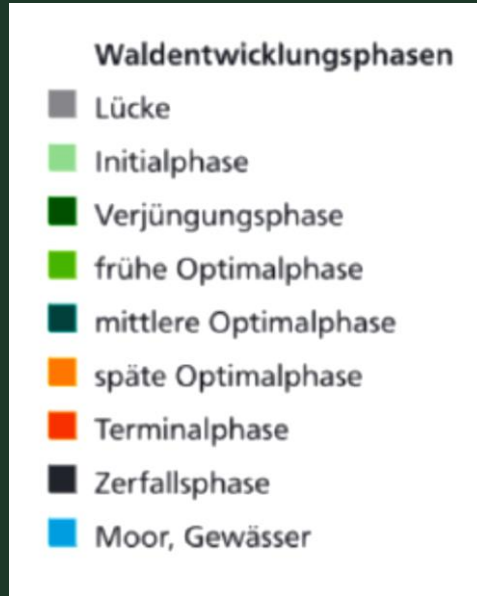 Waldentwicklungsphasen
Lücke
Initialphase
Verjüngungsphase
frühe Optimalphase
mittlere Optimalphase
späte Optimalphase
Terminalphase
Zerfallsphase
Moor, Gewässer